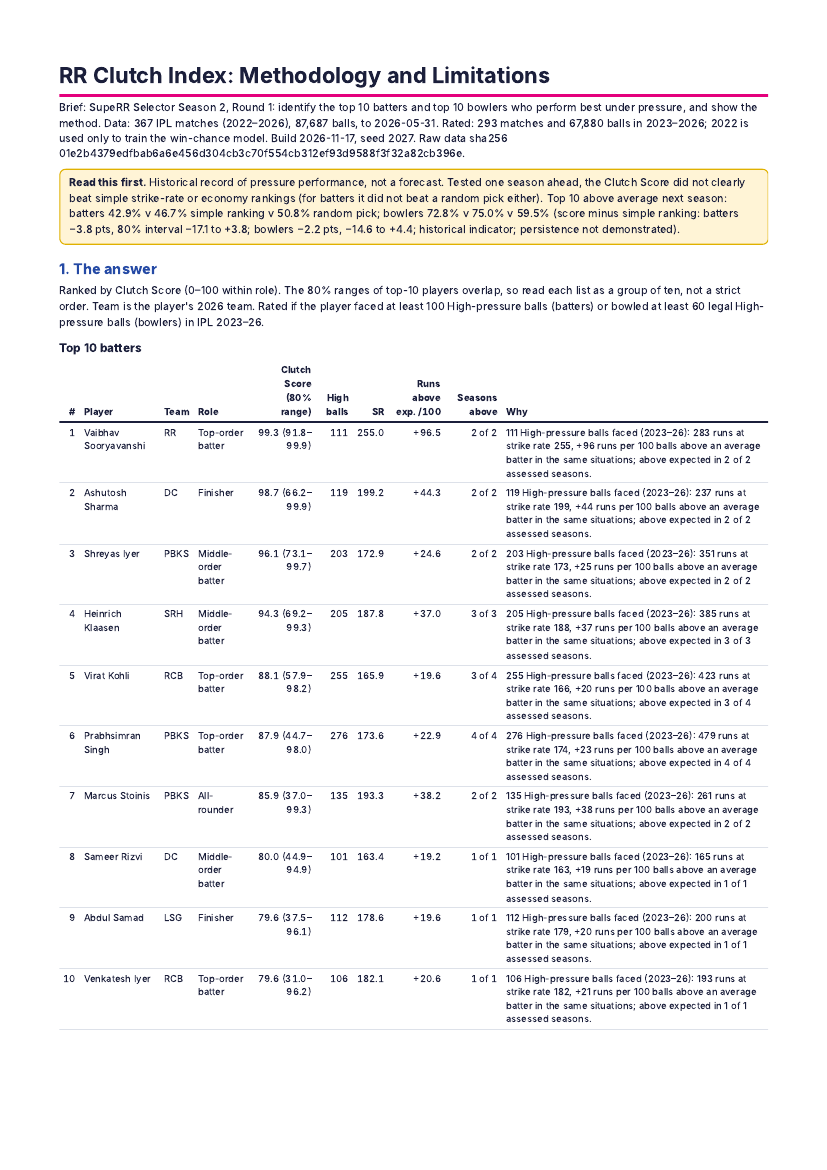 RR Clutch Index: Methodology and Limitations
Brief: SupeRR Selector Season 2, Round 1: identify the top 10 batters and top 10 bowlers who perform best under pressure, and show the
method. Data: 367 IPL matches (2022–2026), 87,687 balls, to 2026-05-31. Rated: 293 matches and 67,880 balls in 2023–2026; 2022 is
used only to train the win-chance model. Build 2026-11-17, seed 2027. Raw data sha256
01e2b4379edfbab6a6e456d304cb3c70f554cb312ef93d9588f3f32a82cb396e.
Read this first. Historical record of pressure performance, not a forecast. Tested one season ahead, the Clutch Score did not clearly
beat simple strike-rate or economy rankings (for batters it did not beat a random pick either). Top 10 above average next season:
batters 42.9% v 46.7% simple ranking v 50.8% random pick; bowlers 72.8% v 75.0% v 59.5% (score minus simple ranking: batters
−3.8 pts, 80% interval −17.1 to +3.8; bowlers −2.2 pts, −14.6 to +4.4; historical indicator; persistence not demonstrated).
1. The answer
Ranked by Clutch Score (0–100 within role). The 80% ranges of top-10 players overlap, so read each list as a group of ten, not a strict
order. Team is the player's 2026 team. Rated if the player faced at least 100 High-pressure balls (batters) or bowled at least 60 legal High-
pressure balls (bowlers) in IPL 2023–26.
Top 10 batters
Clutch
Score
(80%
range)
High
balls
Runs
above
exp. /100
Seasons
above
# Player Team Role SR Why
1 Vaibhav RR Top-order 99.3 (91.8– 111 255.0 +96.5 2 of 2 111 High-pressure balls faced (2023–26): 283 runs at
Sooryavanshi batter 99.9) strike rate 255, +96 runs per 100 balls above an average
batter in the same situations; above expected in 2 of 2
assessed seasons.
2 Ashutosh DC Finisher 98.7 (66.2– 119 199.2 +44.3 2 of 2 119 High-pressure balls faced (2023–26): 237 runs at
Sharma 99.9) strike rate 199, +44 runs per 100 balls above an average
batter in the same situations; above expected in 2 of 2
assessed seasons.
3 Shreyas Iyer PBKS Middle- 96.1 (73.1– 203 172.9 +24.6 2 of 2 203 High-pressure balls faced (2023–26): 351 runs at
order 99.7) strike rate 173, +25 runs per 100 balls above an average
batter batter in the same situations; above expected in 2 of 2
assessed seasons.
4 Heinrich SRH Middle- 94.3 (69.2– 205 187.8 +37.0 3 of 3 205 High-pressure balls faced (2023–26): 385 runs at
Klaasen order 99.3) strike rate 188, +37 runs per 100 balls above an average
batter batter in the same situations; above expected in 3 of 3
assessed seasons.
5 Virat Kohli RCB Top-order 88.1 (57.9– 255 165.9 +19.6 3 of 4 255 High-pressure balls faced (2023–26): 423 runs at
batter 98.2) strike rate 166, +20 runs per 100 balls above an average
batter in the same situations; above expected in 3 of 4
assessed seasons.
6 Prabhsimran PBKS Top-order 87.9 (44.7– 276 173.6 +22.9 4 of 4 276 High-pressure balls faced (2023–26): 479 runs at
Singh batter 98.0) strike rate 174, +23 runs per 100 balls above an average
batter in the same situations; above expected in 4 of 4
assessed seasons.
7 Marcus Stoinis PBKS All- 85.9 (37.0– 135 193.3 +38.2 2 of 2 135 High-pressure balls faced (2023–26): 261 runs at
rounder 99.3) strike rate 193, +38 runs per 100 balls above an average
batter in the same situations; above expected in 2 of 2
assessed seasons.
8 Sameer Rizvi DC Middle- 80.0 (44.9– 101 163.4 +19.2 1 of 1 101 High-pressure balls faced (2023–26): 165 runs at
order 94.9) strike rate 163, +19 runs per 100 balls above an average
batter batter in the same situations; above expected in 1 of 1
assessed seasons.
9 Abdul Samad LSG Finisher 79.6 (37.5– 112 178.6 +19.6 1 of 1 112 High-pressure balls faced (2023–26): 200 runs at
96.1) strike rate 179, +20 runs per 100 balls above an average
batter in the same situations; above expected in 1 of 1
assessed seasons.
10 Venkatesh Iyer RCB Top-order 79.6 (31.0– 106 182.1 +20.6 1 of 1 106 High-pressure balls faced (2023–26): 193 runs at
batter 96.2) strike rate 182, +21 runs per 100 balls above an average
batter in the same situations; above expected in 1 of 1
assessed seasons.